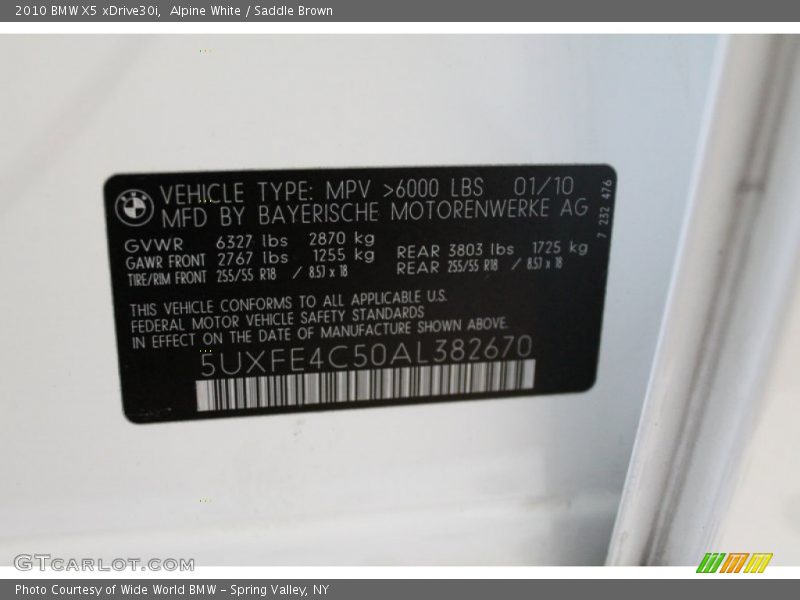 2010 BMW X5 xDrive30i,  Alpine White / Saddle Brown
VEHICLE TYPE: MPV >6000 LBS 01/10
MFD BY BAYERISCHE MOTORENWERKE AG
7 232 476
GVWR 6327 lbs 2870 kg
GAWR FRONT 2767 lbs 1255 kg REAR 3803 lbs 1725 kg
TIRE/RIM FRONT 255/55 R18 / 8.5J x 18 REAR 255/55 R18 / 8.5J x 18
THIS VEHICLE CONFORMS TO ALL APPLICABLE U.S.
FEDERAL MOTOR VEHICLE SAFETY STANDARDS
IN EFFECT ON THE DATE OF MANUFACTURE SHOWN ABOVE.
5UXFE4C50AL382670
GTCARLOT.COM
Photo Courtesy of Wide World BMW - Spring Valley, NY